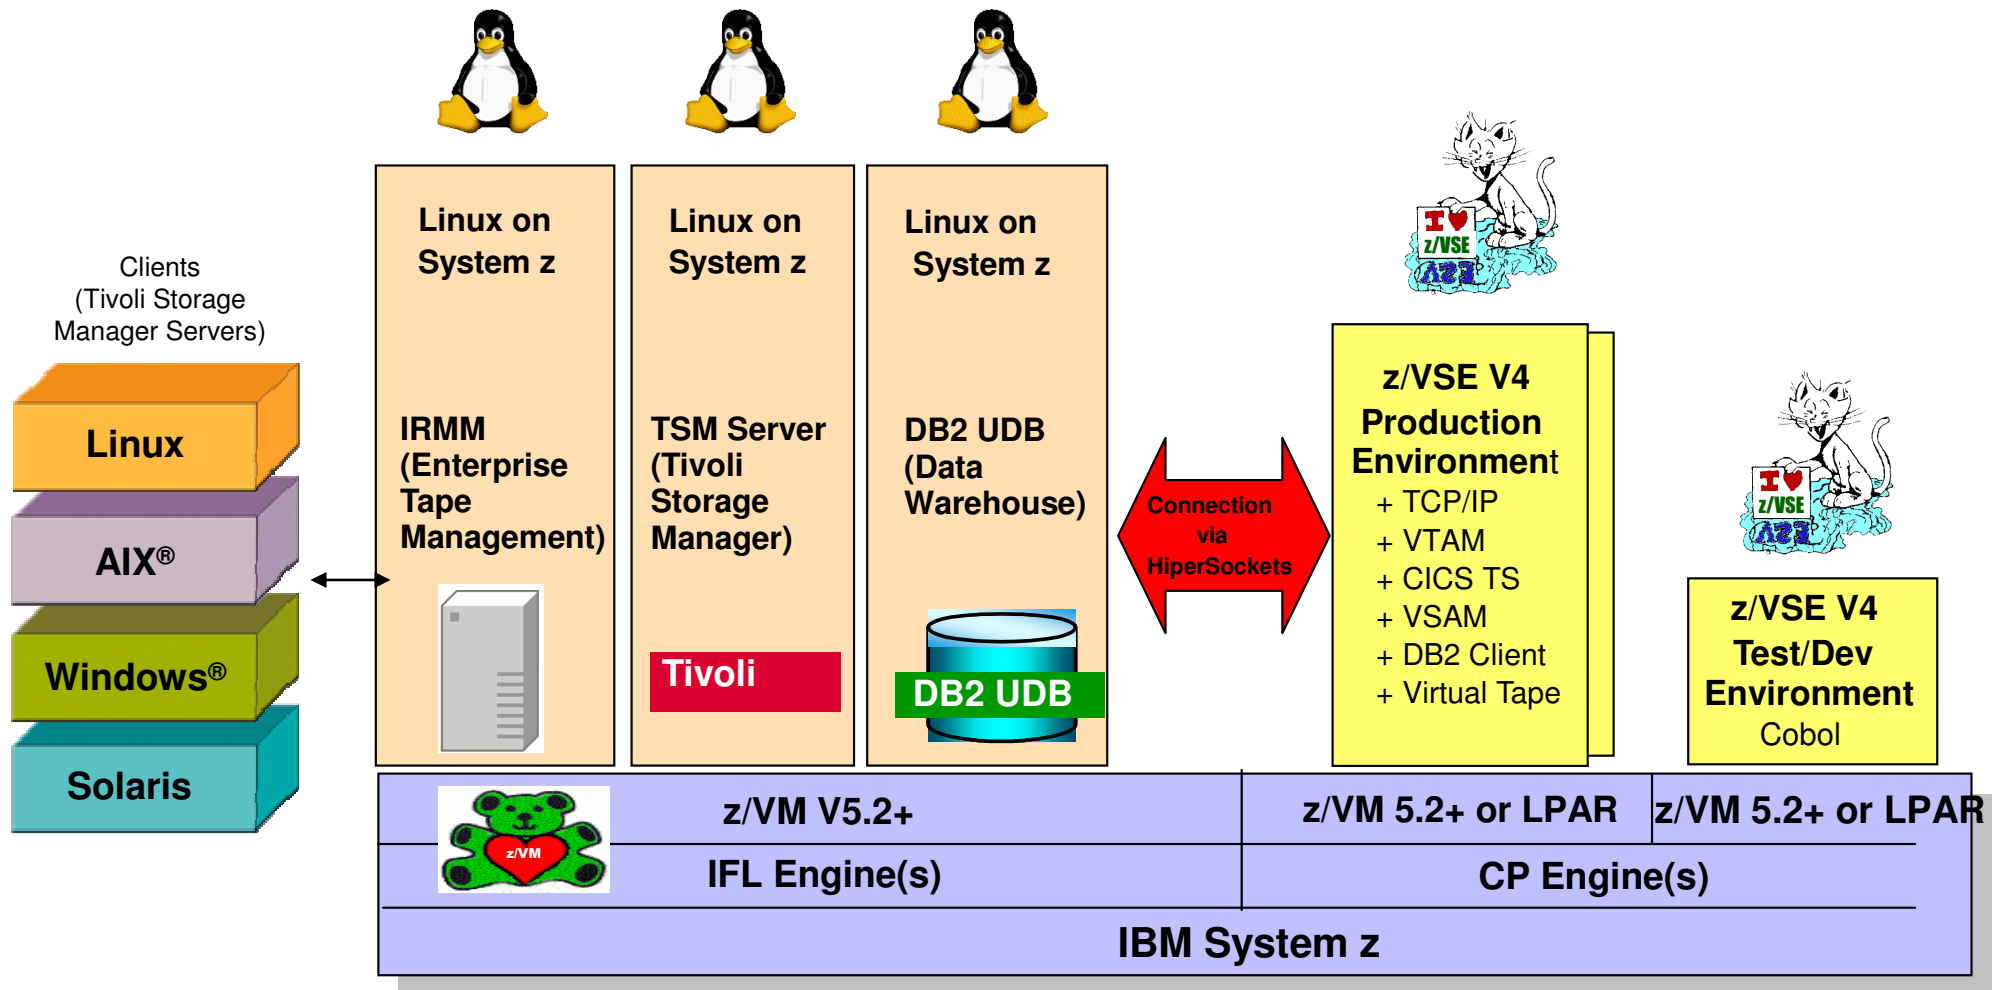 Clients
(Tivoli Storage
Manager Servers)
Linux
AIX®
Windows®
Solaris
Linux on
System z
IRMM
(Enterprise
Tape
Management)
Linux on
System z
TSM Server
(Tivoli
Storage
Manager)
Tivoli
Linux on
System z
DB2 UDB
(Data
Warehouse)
DB2 UDB
Connection
via
HiperSockets
I ♥
z/VSE
z/VSE V4
Production
Environment
+ TCP/IP
+ VTAM
+ CICS TS
+ VSAM
+ DB2 Client
+ Virtual Tape
I ♥
z/VSE
z/VSE V4
Test/Dev
Environment
Cobol
z/VM
z/VM V5.2+
z/VM 5.2+ or LPAR
z/VM 5.2+ or LPAR
IFL Engine(s)
CP Engine(s)
IBM System z